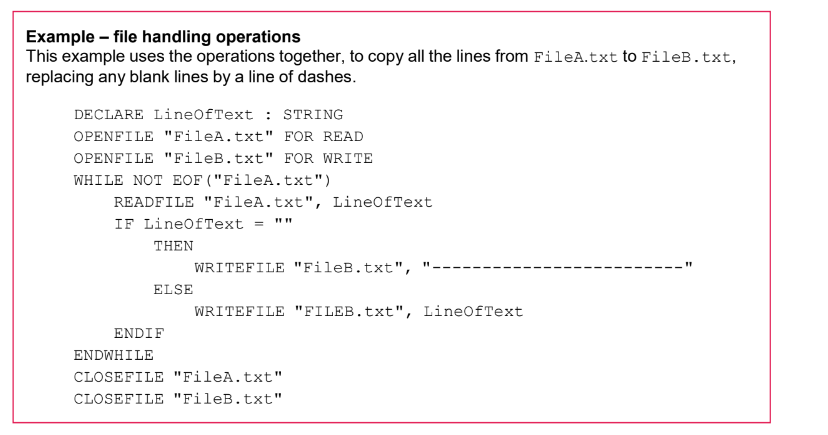 Example – file handling operations
This example uses the operations together, to copy all the lines from FileA.txt to FileB.txt,
replacing any blank lines by a line of dashes.
DECLARE LineOfText : STRING
OPENFILE "FileA.txt" FOR READ
OPENFILE "FileB.txt" FOR WRITE
WHILE NOT EOF("FileA.txt")
READFILE "FileA.txt", LineOfText
IF LineOfText = ""
THEN
WRITEFILE "FileB.txt", "-------------------------"
ELSE
WRITEFILE "FILEB.txt", LineOfText
ENDIF
ENDWHILE
CLOSEFILE "FileA.txt"
CLOSEFILE "FileB.txt"